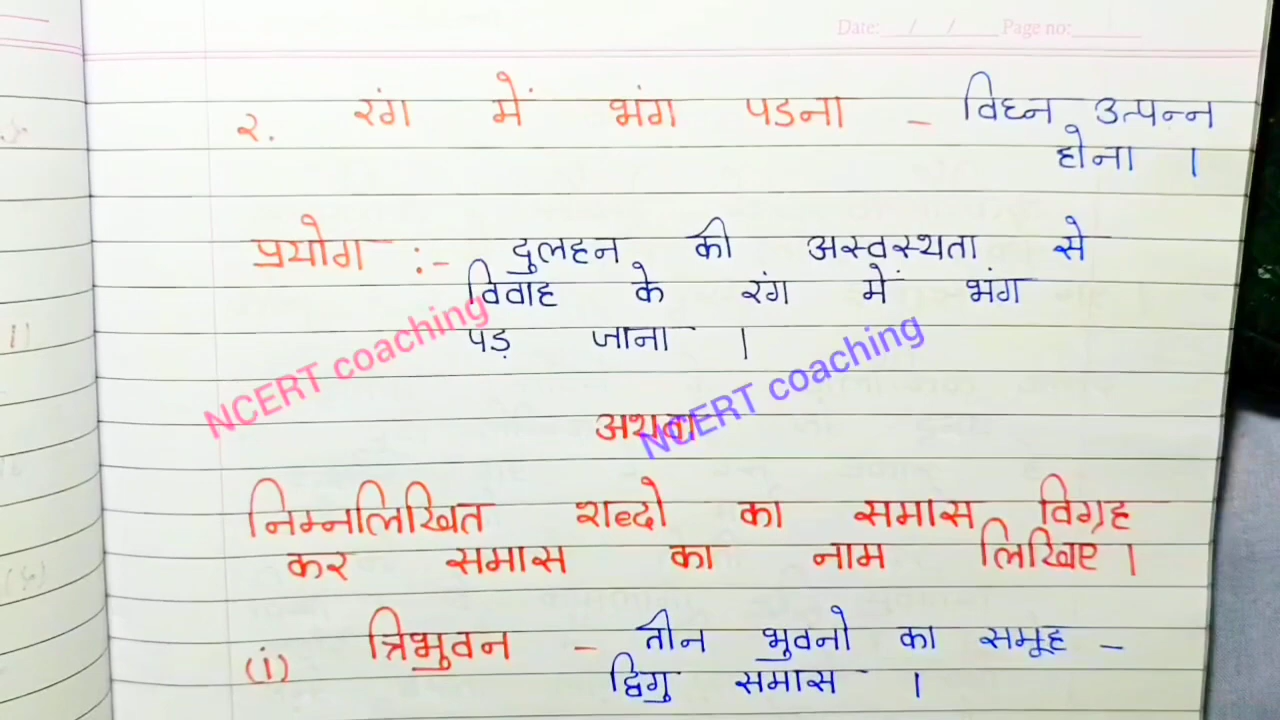 Date: / / Page no:
२. रंग में भंग पडना - विघ्न उत्पन्न
होना ।
प्रयोग :- दुलहन की अस्वस्थता से
विवाह के रंग में भंग
पड़ जाना ।
NCERT coaching
NCERT coaching
अथवा
निम्नलिखित शब्दो का समास विग्रह
कर समास का नाम लिखिए ।
(i) त्रिभुवन - तीन भुवनो का समूह -
द्विगु समास ।